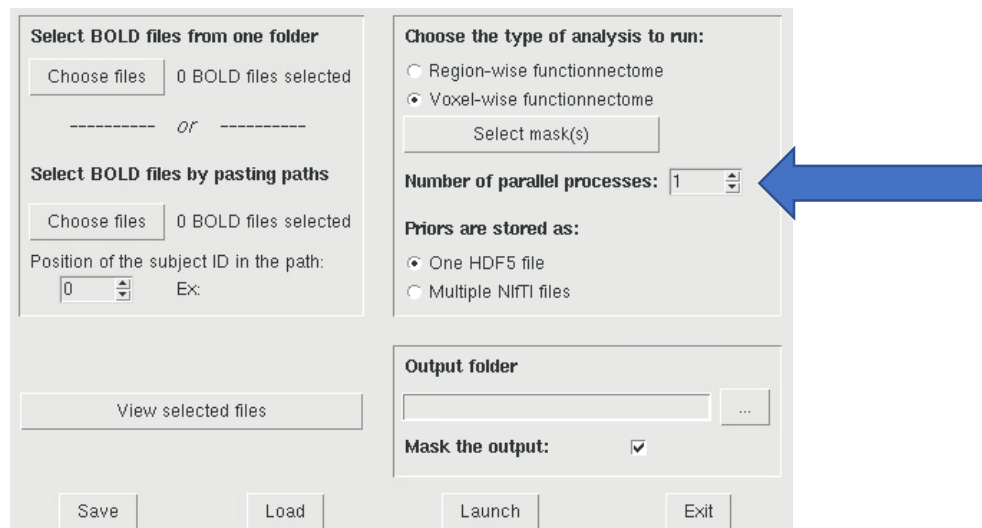 Select BOLD files from one folder
Choose files 0 BOLD files selected
---------- or ----------
Select BOLD files by pasting paths
Choose files 0 BOLD files selected
Position of the subject ID in the path:
0 Ex:
View selected files
Choose the type of analysis to run:
Region-wise functionnectome
Voxel-wise functionnectome
Select mask(s)
Number of parallel processes: 1
Priors are stored as:
One HDF5 file
Multiple NIfTI files
Output folder
...
Mask the output:
Save Load Launch Exit